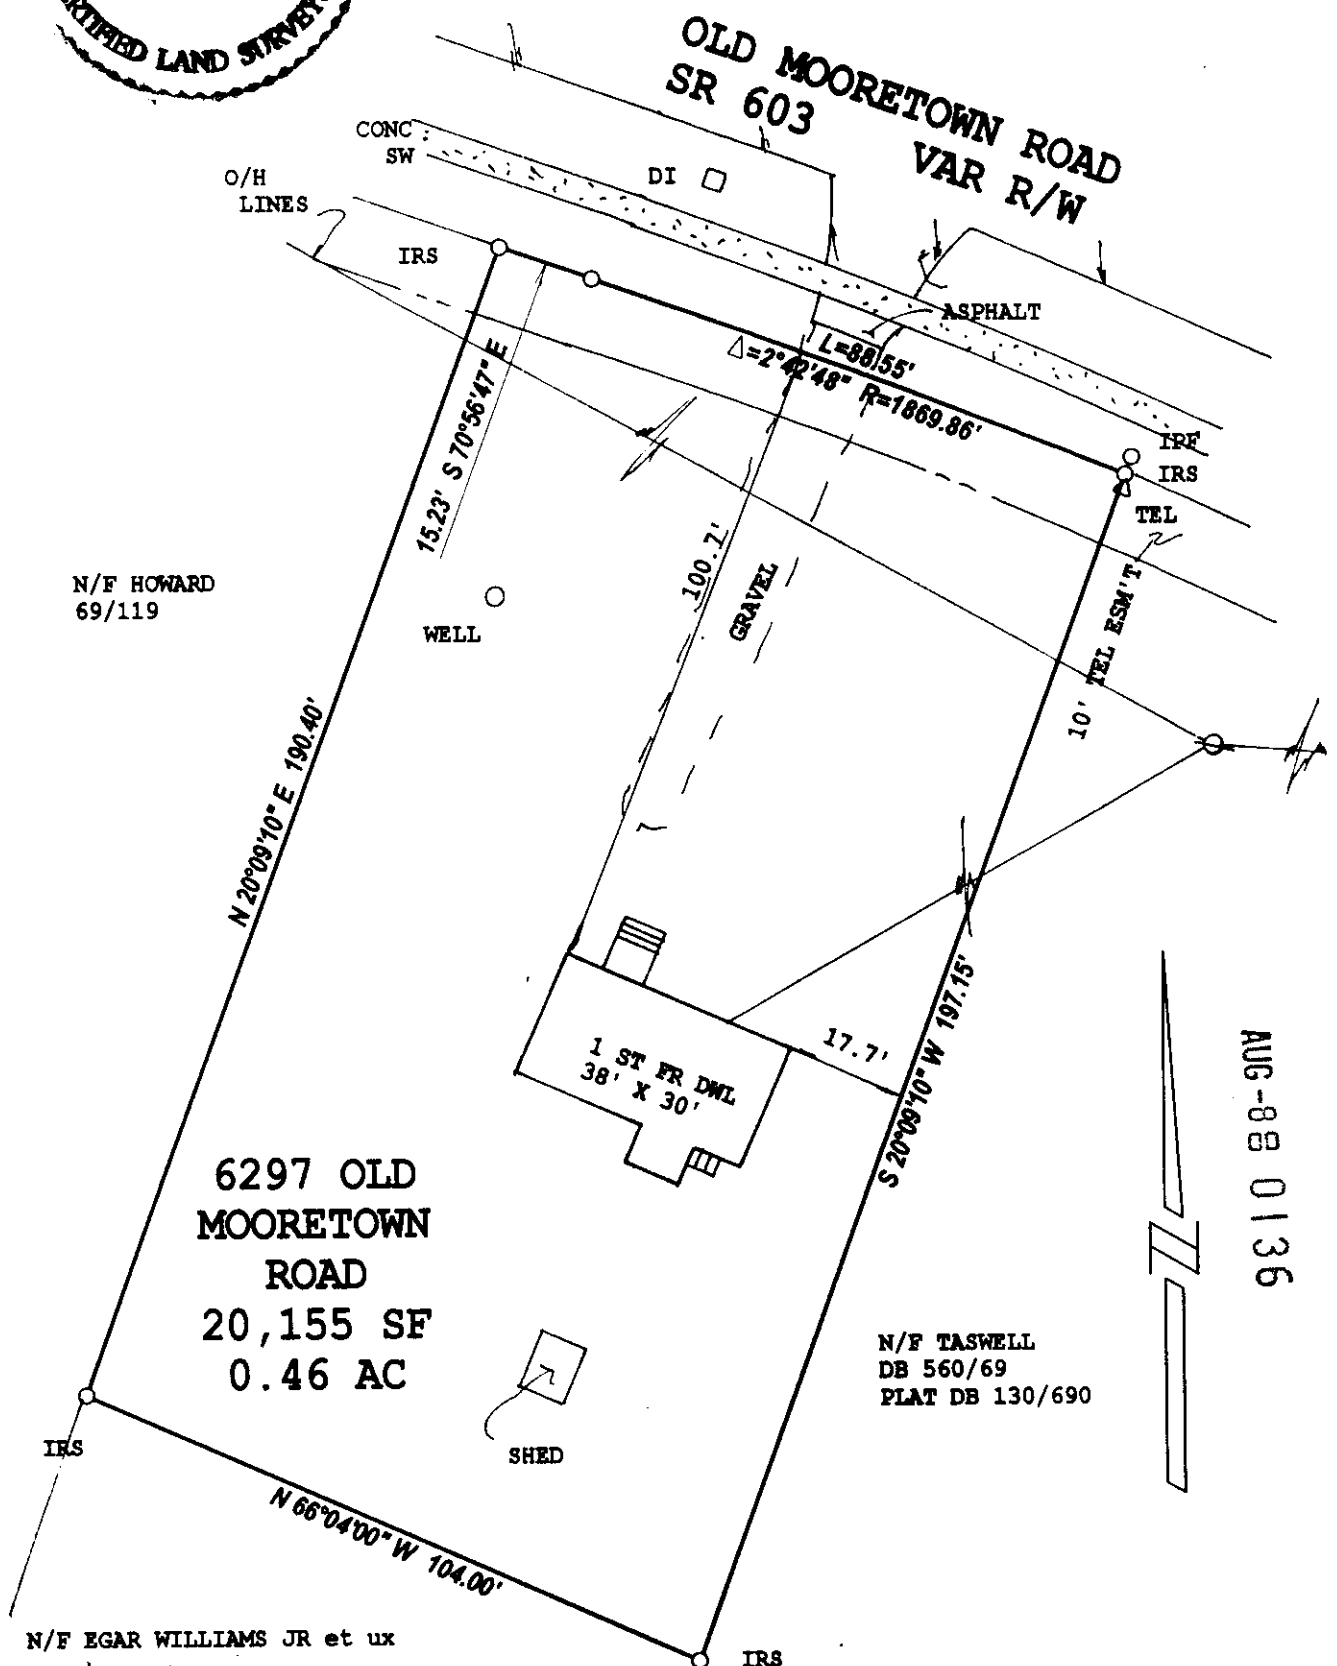 CERTIFIED LAND SURVEYOR
OLD MOORETOWN ROAD
SR 603
VAR R/W
CONC
SW
DI
O/H
LINES
IRS
ASPHALT
L=88.55'
Δ=2°42'48" R=1869.86'
IPF
IRS
TEL
15.23' S 70°56'47" E
100.7'
GRAVEL
10' TEL ESM'T
N/F HOWARD
69/119
WELL
N 20°09'10" E 190.40'
17.7'
1 ST FR DWL
38' X 30'
S 20°09'10" W 197.15'
AUG-88 0136
6297 OLD
MOORETOWN
ROAD
20,155 SF
0.46 AC
N
N/F TASWELL
DB 560/69
PLAT DB 130/690
SHED
IRS
N 66°04'00" W 104.00'
N/F EGAR WILLIAMS JR et ux
IRS